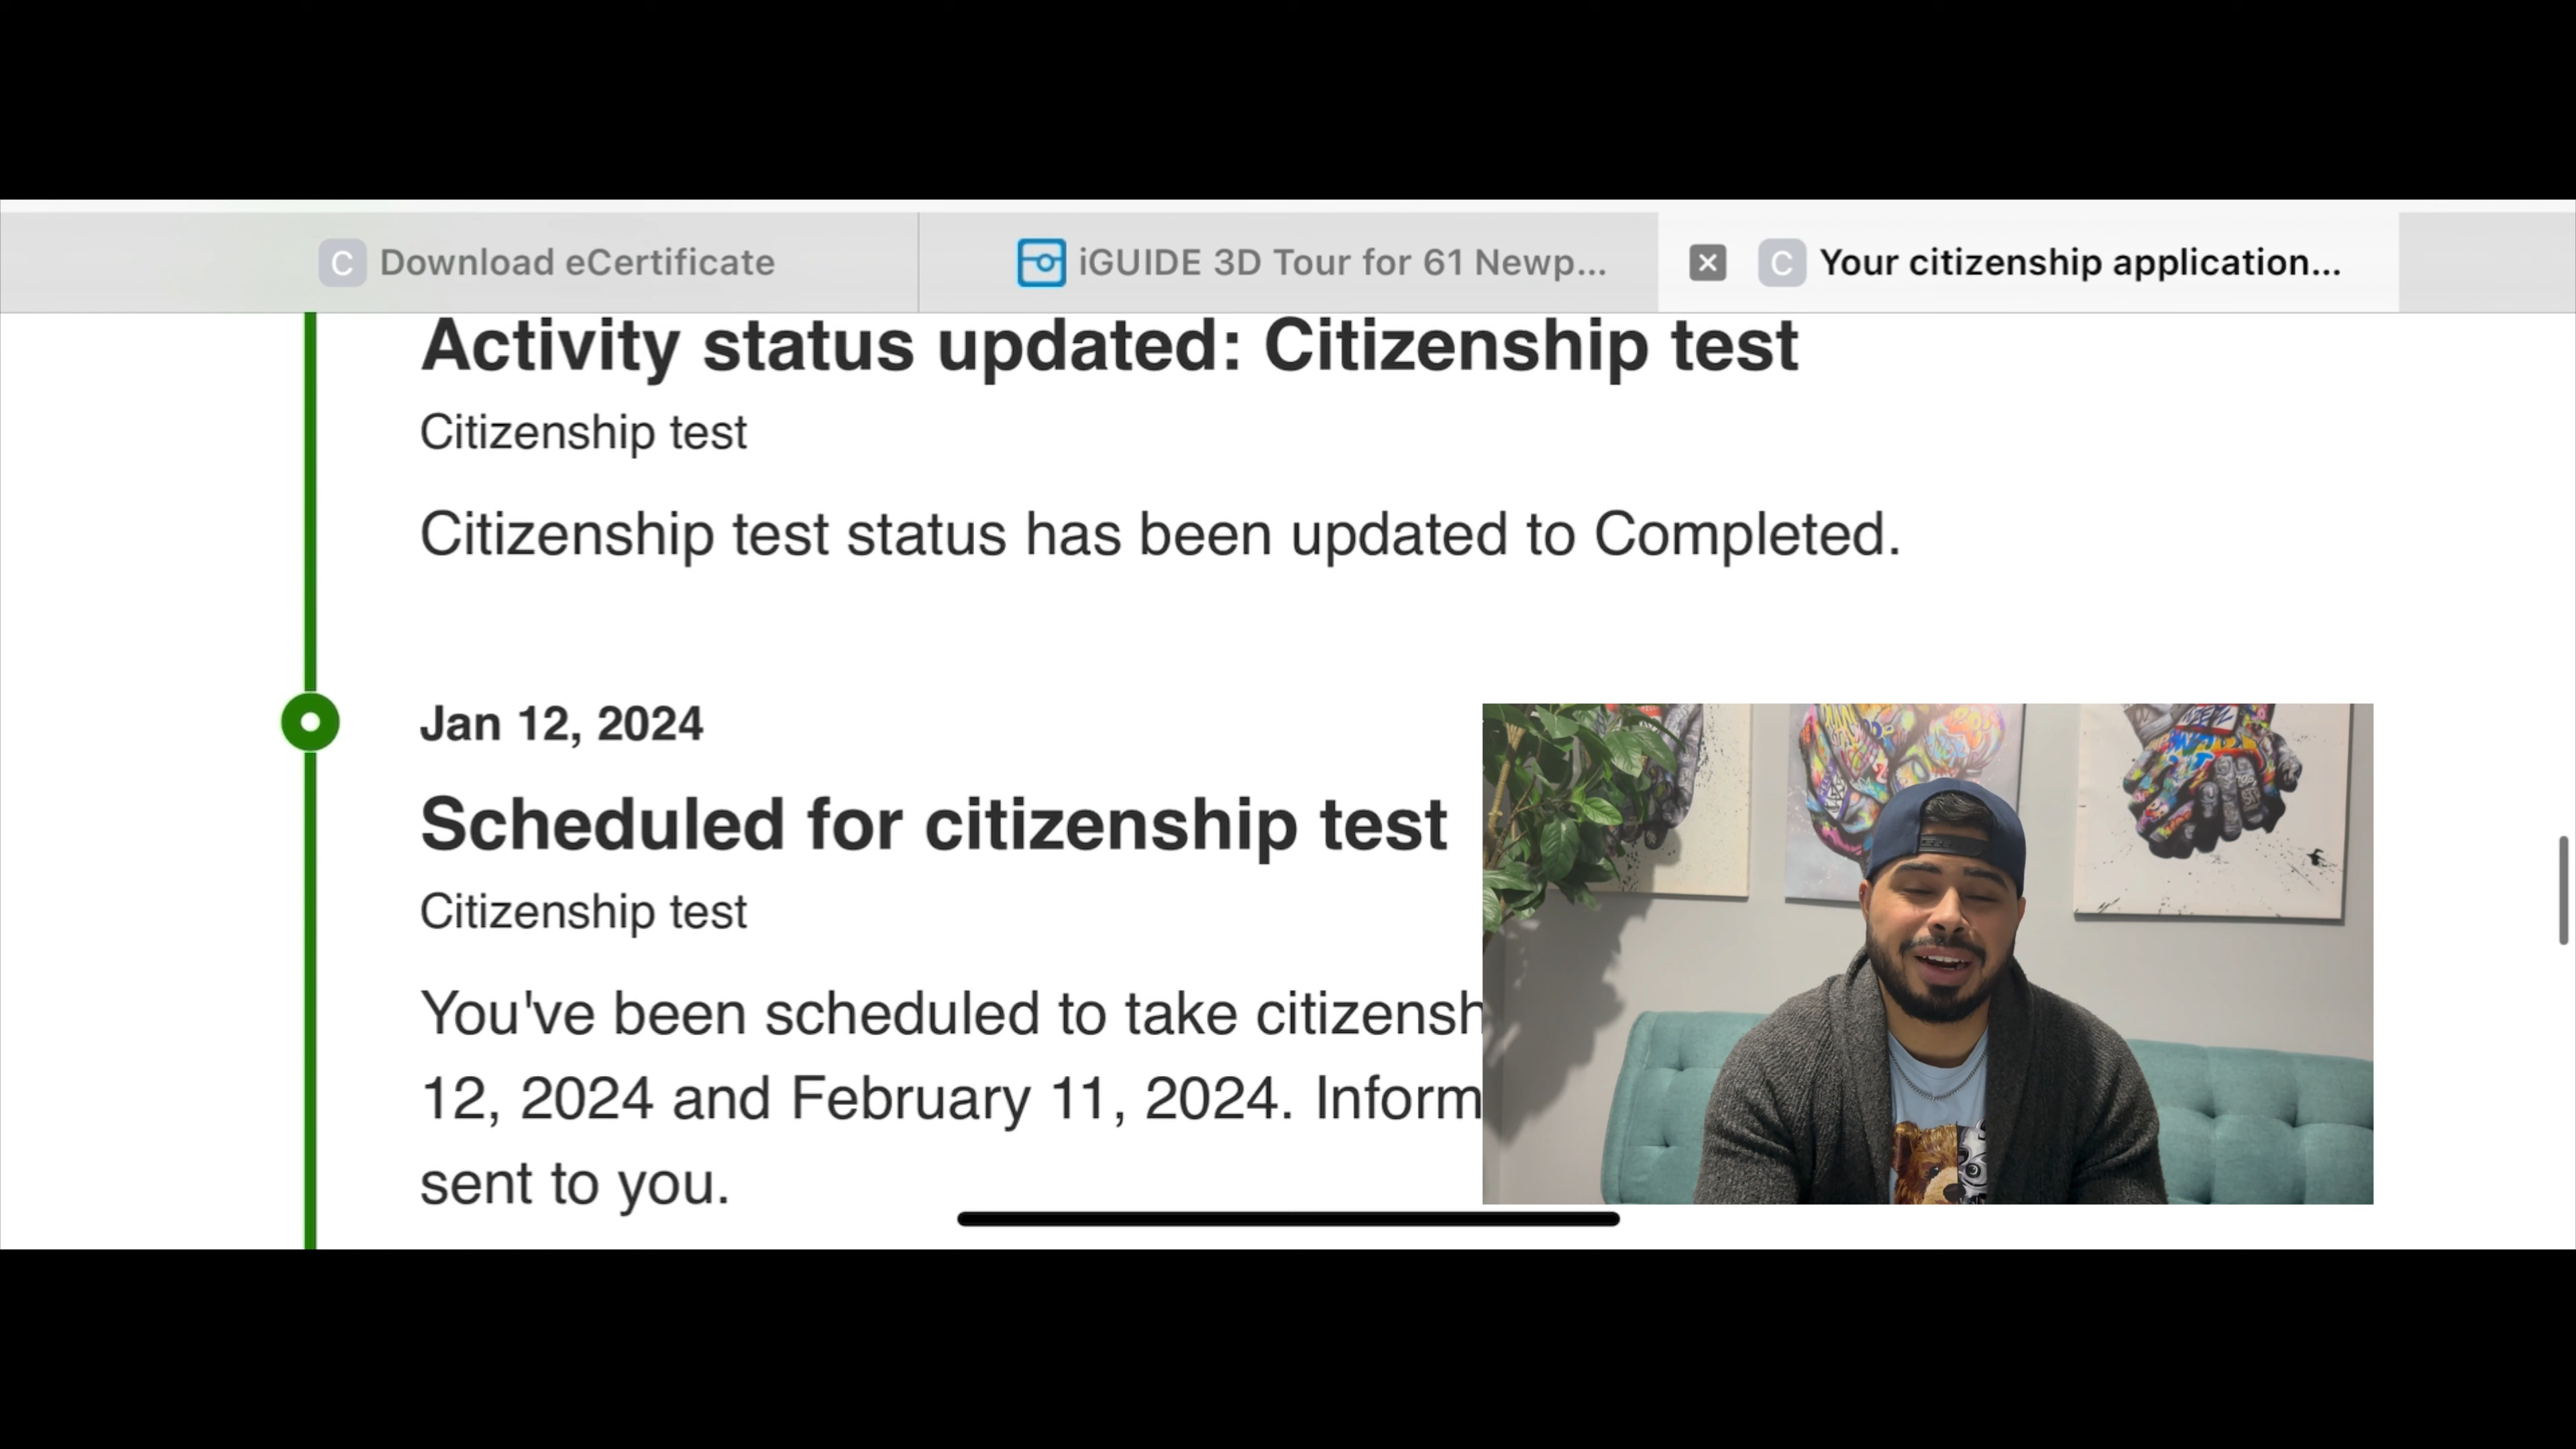 Download eCertificate
iGUIDE 3D Tour for 61 Newp...
Your citizenship application...
Activity status updated: Citizenship test
Citizenship test
Citizenship test status has been updated to Completed.
Jan 12, 2024
Scheduled for citizenship test
Citizenship test
You've been scheduled to take
12, 2024 and February 11, 2024.
sent to you.